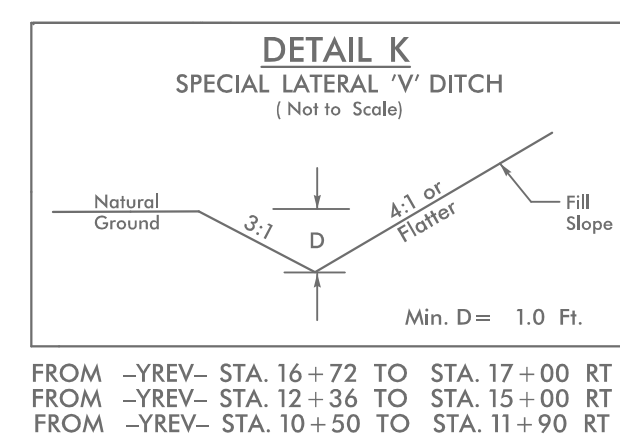 DETAIL K
SPECIAL LATERAL 'V' DITCH
( Not to Scale)
Natural
Ground
3:1
D
4:1 or
Flatter
Fill
Slope
Min. D= 1.0 Ft.
FROM -YREV- STA. 16+72 TO STA. 17+00 RT
FROM -YREV- STA. 12+36 TO STA. 15+00 RT
FROM -YREV- STA. 10+50 TO STA. 11+90 RT